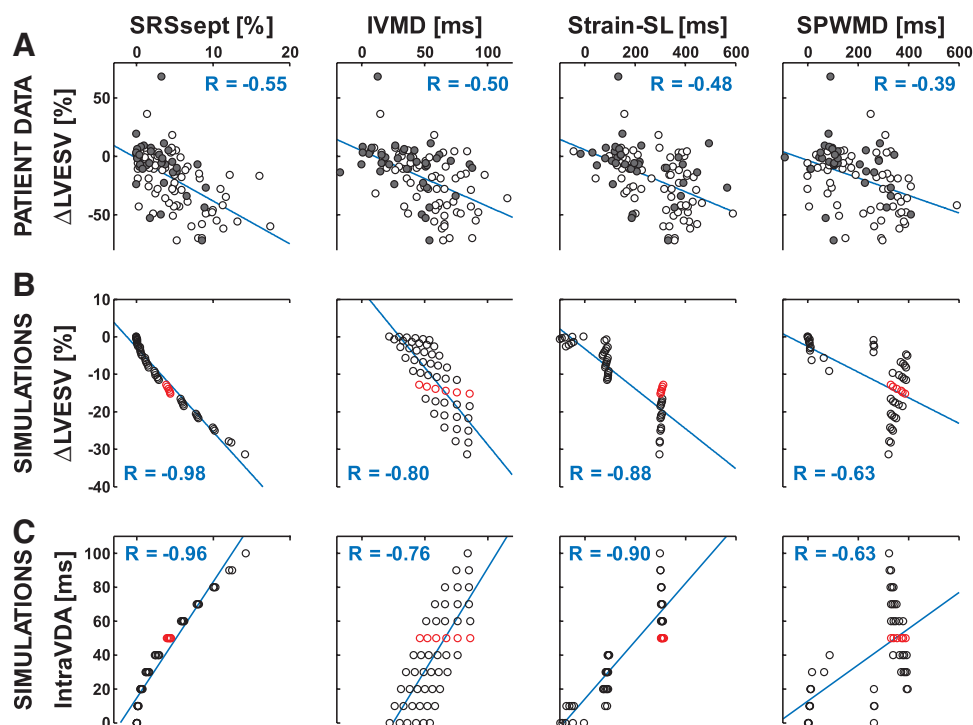 SRSsept [%] IVMD [ms] Strain-SL [ms] SPWMD [ms]
A
0 10 20 0 50 100 0 200 400 600 0 200 400 600
PATIENT DATA
ΔLVESV [%]
50
0
-50
R = -0.55 R = -0.50 R = -0.48 R = -0.39
B
SIMULATIONS
ΔLVESV [%]
10
0
-10
-20
-30
-40
R = -0.98 R = -0.80 R = -0.88 R = -0.63
C
SIMULATIONS
IntraVDA [ms]
100
80
60
40
20
0
R = -0.96 R = -0.76 R = -0.90 R = -0.63